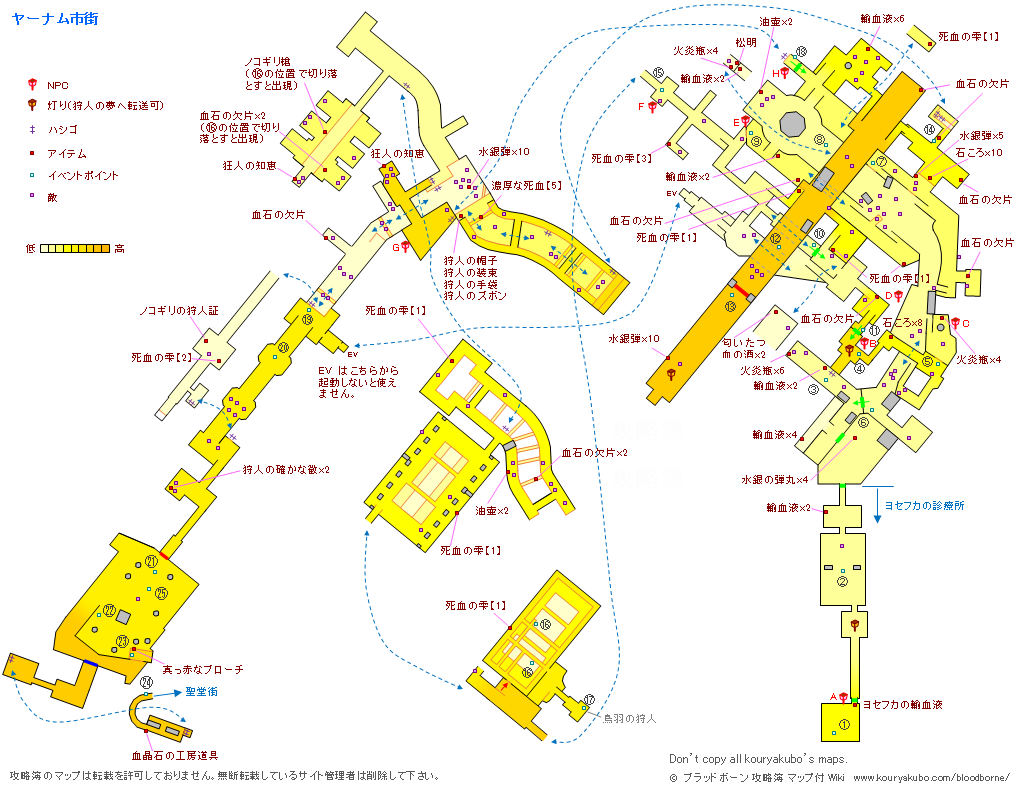 ヤーナム市街
NPC
灯り(狩人の夢へ転送可)
ハシゴ
アイテム
イベントポイント
敵
低
高
ノコギリ槍
(⑯の位置で切り落
とすと出現)
血石の欠片×2
(⑯の位置で切り
落とすと出現)
狂人の知恵
狂人の知恵
水銀弾×10
濃厚な死血【5】
血石の欠片
G
狩人の帽子
狩人の装束
狩人の手袋
狩人のズボン
ノコギリの狩人証
死血の雫【2】
⑲
⑳
EV
EV はこちらから
起動しないと使え
ません。
死血の雫【1】
狩人の確かな徴×2
血石の欠片×2
油壺×2
死血の雫【1】
死血の雫【1】
⑯
⑯
⑰
烏羽の狩人
㉑
㉕
㉒
㉓
真っ赤なブローチ
㉔
聖堂街
血晶石の工房道具
油壺×2
輸血液×6
死血の雫【1】
松明
火炎瓶×4
⑱
H
輸血液×2
⑮
F
E
血石の欠片
⑭
水銀弾×5
石ころ×10
⑨
⑧
⑦
死血の雫【3】
輸血液×2
EV
血石の欠片
血石の欠片
死血の雫【1】
⑩
⑫
血石の欠片
死血の雫【1】
D
⑬
血石の欠片
石ころ×8
C
⑪
B
水銀弾×10
匂いたつ
血の酒×2
④
⑤
火炎瓶×4
火炎瓶×6
輸血液×2
③
⑥
輸血液×4
水銀の弾丸×4
輸血液×2
ヨセフカの診療所
②
A
ヨセフカの輸血液
①
攻略簿のマップは転載を許可しておりません。無断転載しているサイト管理者は削除して下さい。
Don't copy all kouryakubo's maps.
© ブラッドボーン攻略簿 マップ付 Wiki www.kouryakubo.com/bloodborne/